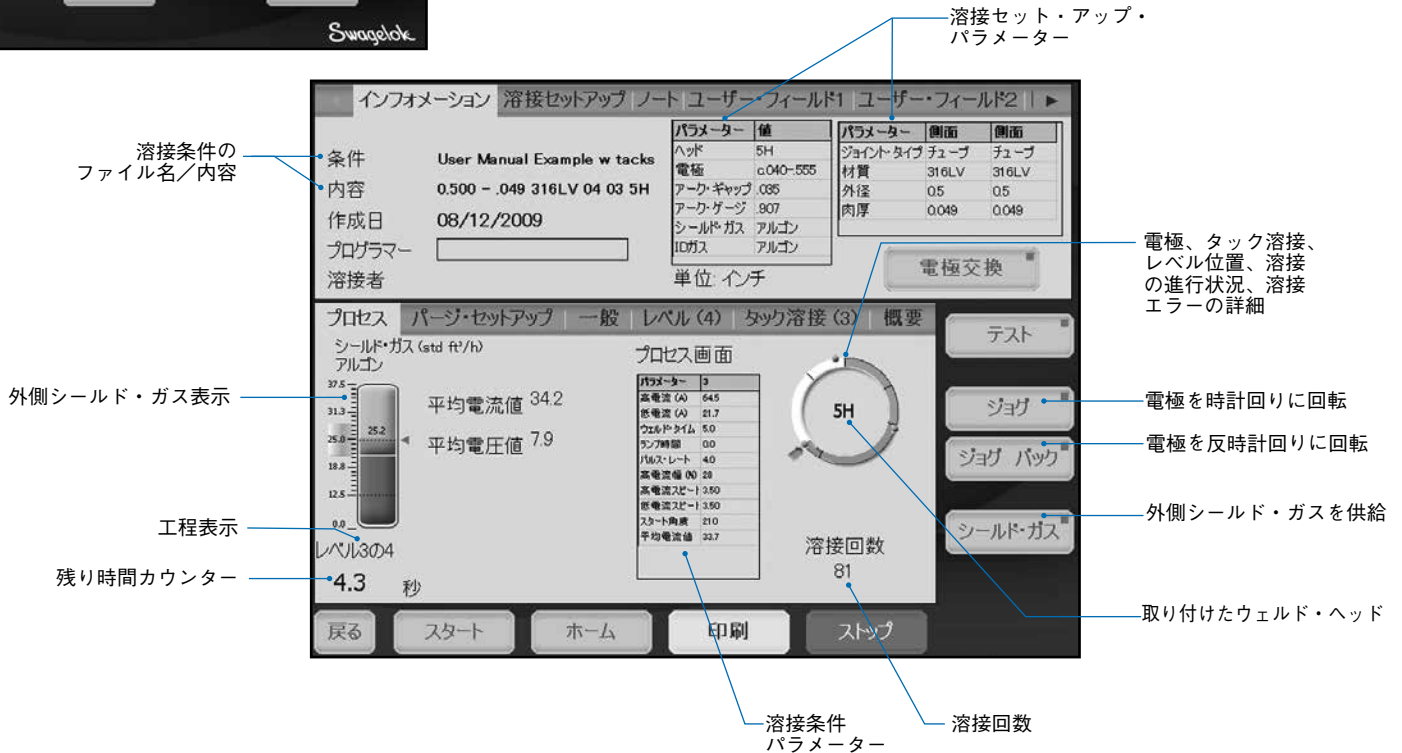 Swagelok
溶接セット・アップ・
パラメーター
インフォメーション 溶接セットアップ ノート ユーザー・フィールド1 ユーザー・フィールド2
溶接条件の
ファイル名／内容
条件 User Manual Example w tacks
内容 0.500 - .049 316LV 04 03 5H
作成日 08/12/2009
プログラマー
溶接者
パラメーター 値
ヘッド 5H
電極 c.040-.555
アーク・ギャップ .035
アーク・ゲージ .907
シールド・ガス アルゴン
IDガス アルゴン
単位: インチ
パラメーター 側面 側面
ジョイント・タイプ チューブ チューブ
材質 316LV 316LV
外径 0.5 0.5
肉厚 0.049 0.049
電極交換
電極、タック溶接、
レベル位置、溶接
の進行状況、溶接
エラーの詳細
プロセス パージ・セットアップ 一般 レベル (4) タック溶接 (3) 概要
シールド・ガス (std ft³/h)
アルゴン
37.5
31.3
25.0
18.8
12.5
0.0
25.2
外側シールド・ガス表示
平均電流値 34.2
平均電圧値 7.9
プロセス画面
パラメーター 3
高電流 (A) 64.5
低電流 (A) 21.7
ウェルド・タイム 5.0
ランプ時間 0.0
パルス・レート 4.0
高電流幅 (%) 28
高電流スピード 3.50
低電流スピード 3.50
スタート角度 210
平均電流値 33.7
5H
テスト
ジョグ
電極を時計回りに回転
ジョグ バック
電極を反時計回りに回転
シールド・ガス
外側シールド・ガスを供給
工程表示
レベル3の4
残り時間カウンター
4.3 秒
溶接回数
81
取り付けたウェルド・ヘッド
戻る スタート ホーム 印刷 ストップ
溶接条件
パラメーター
溶接回数